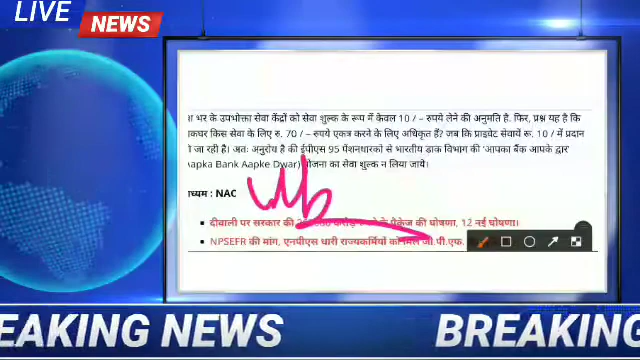 LIVE
NEWS
भर के उपभोक्ता सेवा केंद्रों को सेवा शुल्क के रूप में केवल 10 / – रुपये लेने की अनुमति है. फिर, प्रश्न यह है कि
किस सेवा के लिए रु. 70 / – रुपये एकत्र करने के लिए अधिकृत हैं? जब कि प्राइवेट सेवायें रू. 10 / में प्रदान
जा रही है। अतः अनुरोध है की ईपीएस 95 पेंशनधारकों से भारतीय डाक विभाग की 'आपका बैंक आपके द्वार'
Aapka Bank Aapke Dwar) योजना का सेवा शुल्क न लिया जाये।
: NAC
दीवाली पर सरकार की पैकेज की घोषणा, 12 नई घोषणा।
NPSEFR की मांग, एनपीएस धारी राज्यकर्मियों को मिले जी.पी.एफ.
EAKING NEWS
BREAKING